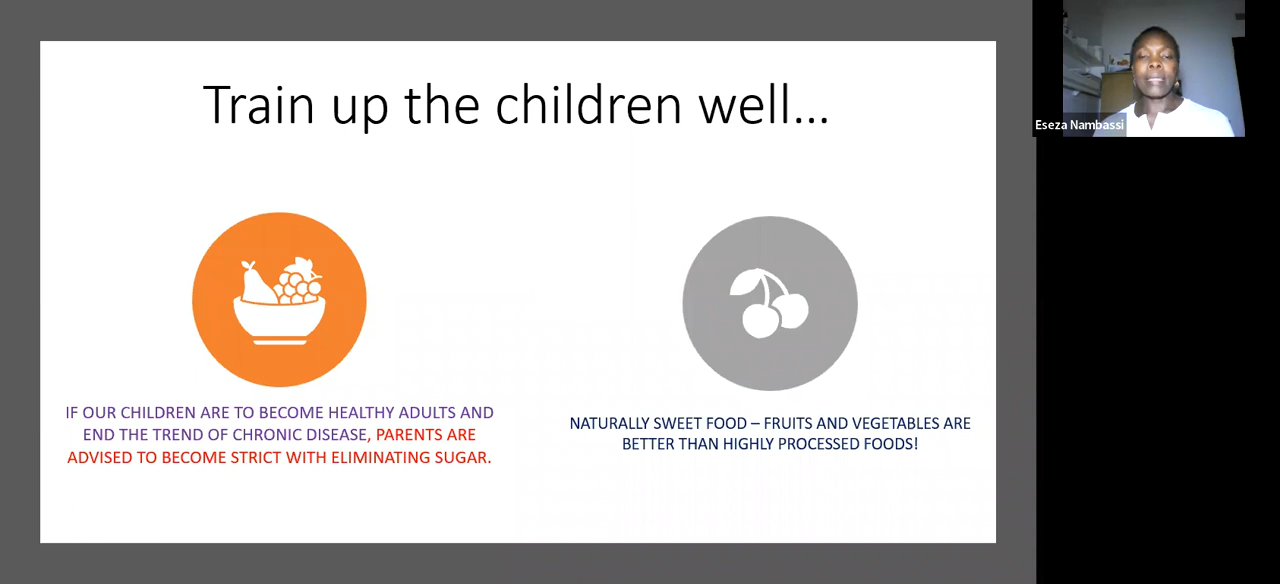 Train up the children well...
IF OUR CHILDREN ARE TO BECOME HEALTHY ADULTS AND
END THE TREND OF CHRONIC DISEASE, PARENTS ARE
ADVISED TO BECOME STRICT WITH ELIMINATING SUGAR.
NATURALLY SWEET FOOD – FRUITS AND VEGETABLES ARE
BETTER THAN HIGHLY PROCESSED FOODS!
Eseza Nambassi